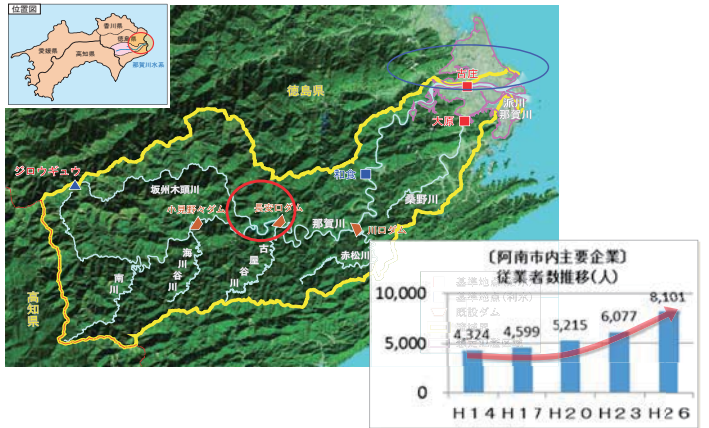 位置図
香川県
徳島県
愛媛県
高知県
那賀川水系
徳島県
古庄
派川
那賀川
大原
ジロウギュウ
和食
坂州木頭川
桑野川
小見野々ダム
長安口ダム
那賀川
川口ダム
古屋谷川
海川谷川
赤松川
南川
高知県
〔阿南市内主要企業〕
従業者数推移(人)
基準地点
基準地点(利水)
既設ダム
10,000
8,101
6,077
5,215
4,599
4,324
5,000
0
H14 H17 H20 H23 H26